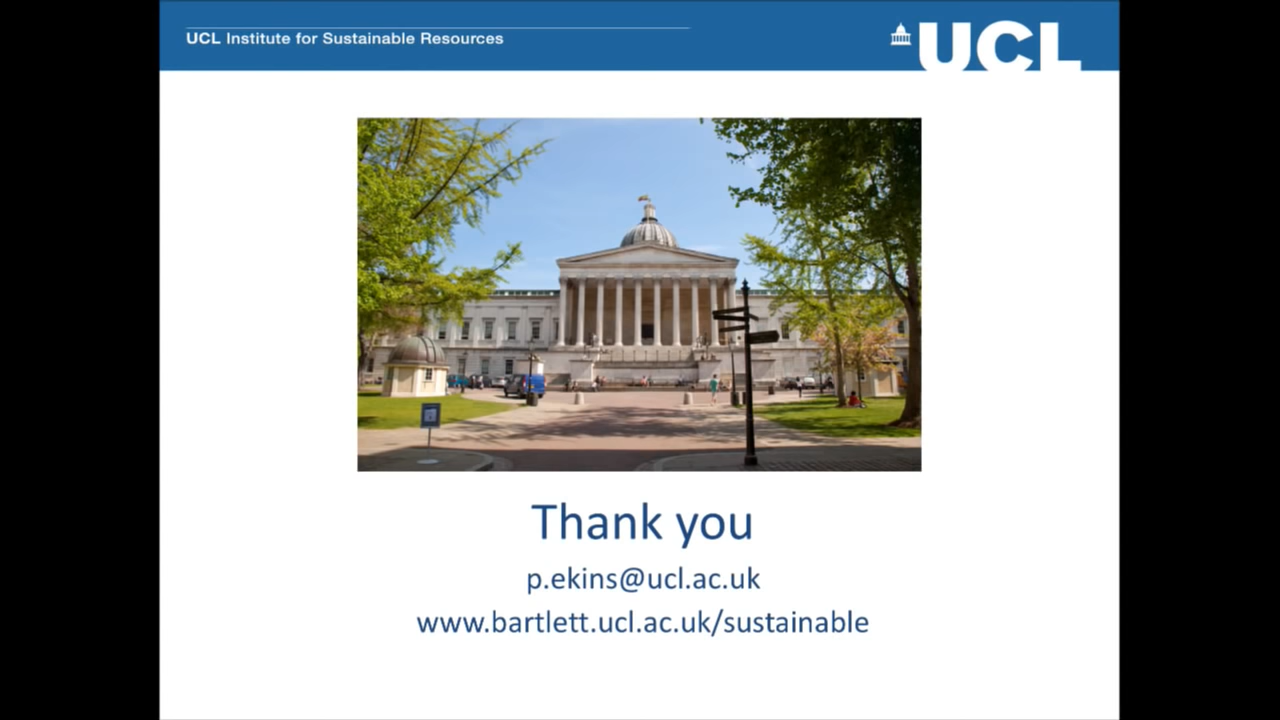 UCL Institute for Sustainable Resources
UCL
Thank you
p.ekins@ucl.ac.uk
www.bartlett.ucl.ac.uk/sustainable